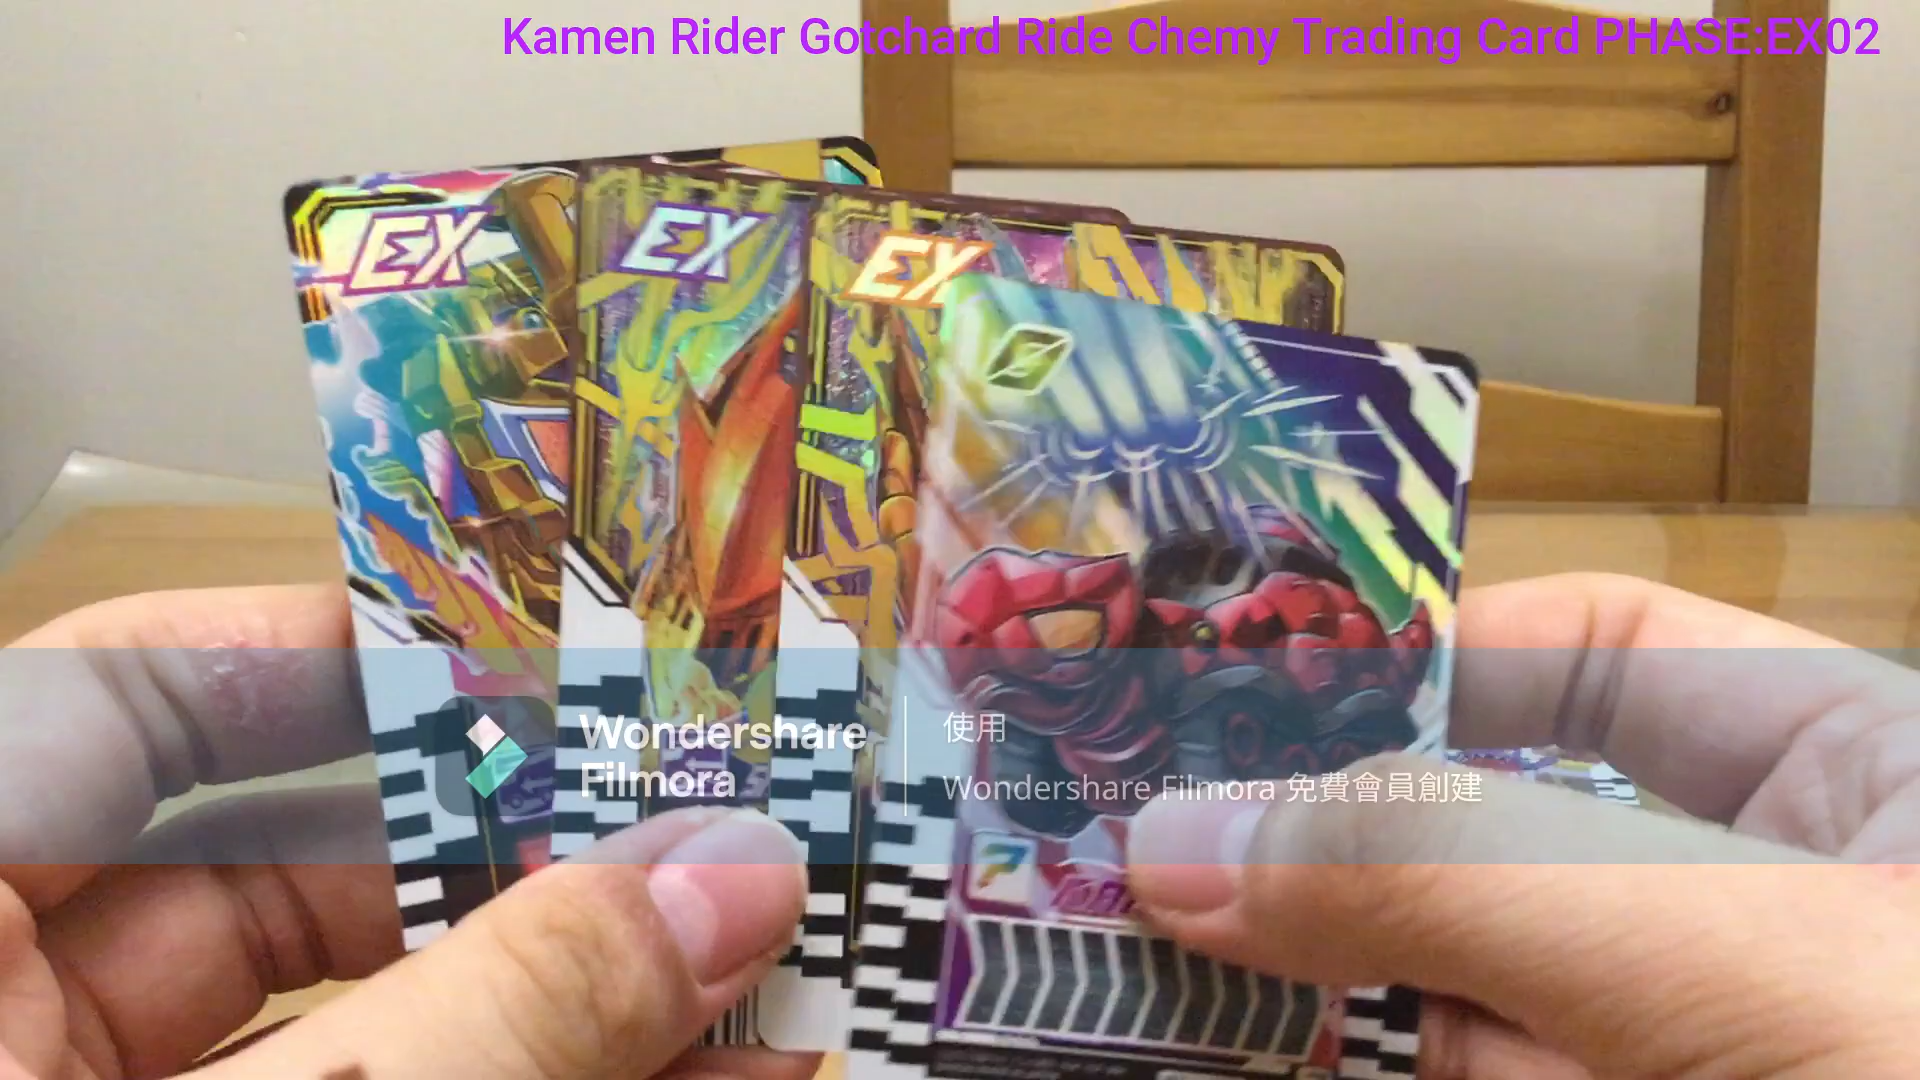 Kamen Rider Gotchard Ride Chemy Trading Card PHASE:EX02
EX
EX
EX
Wondershare
Filmora
使用
Wondershare Filmora 免費會員創建
7